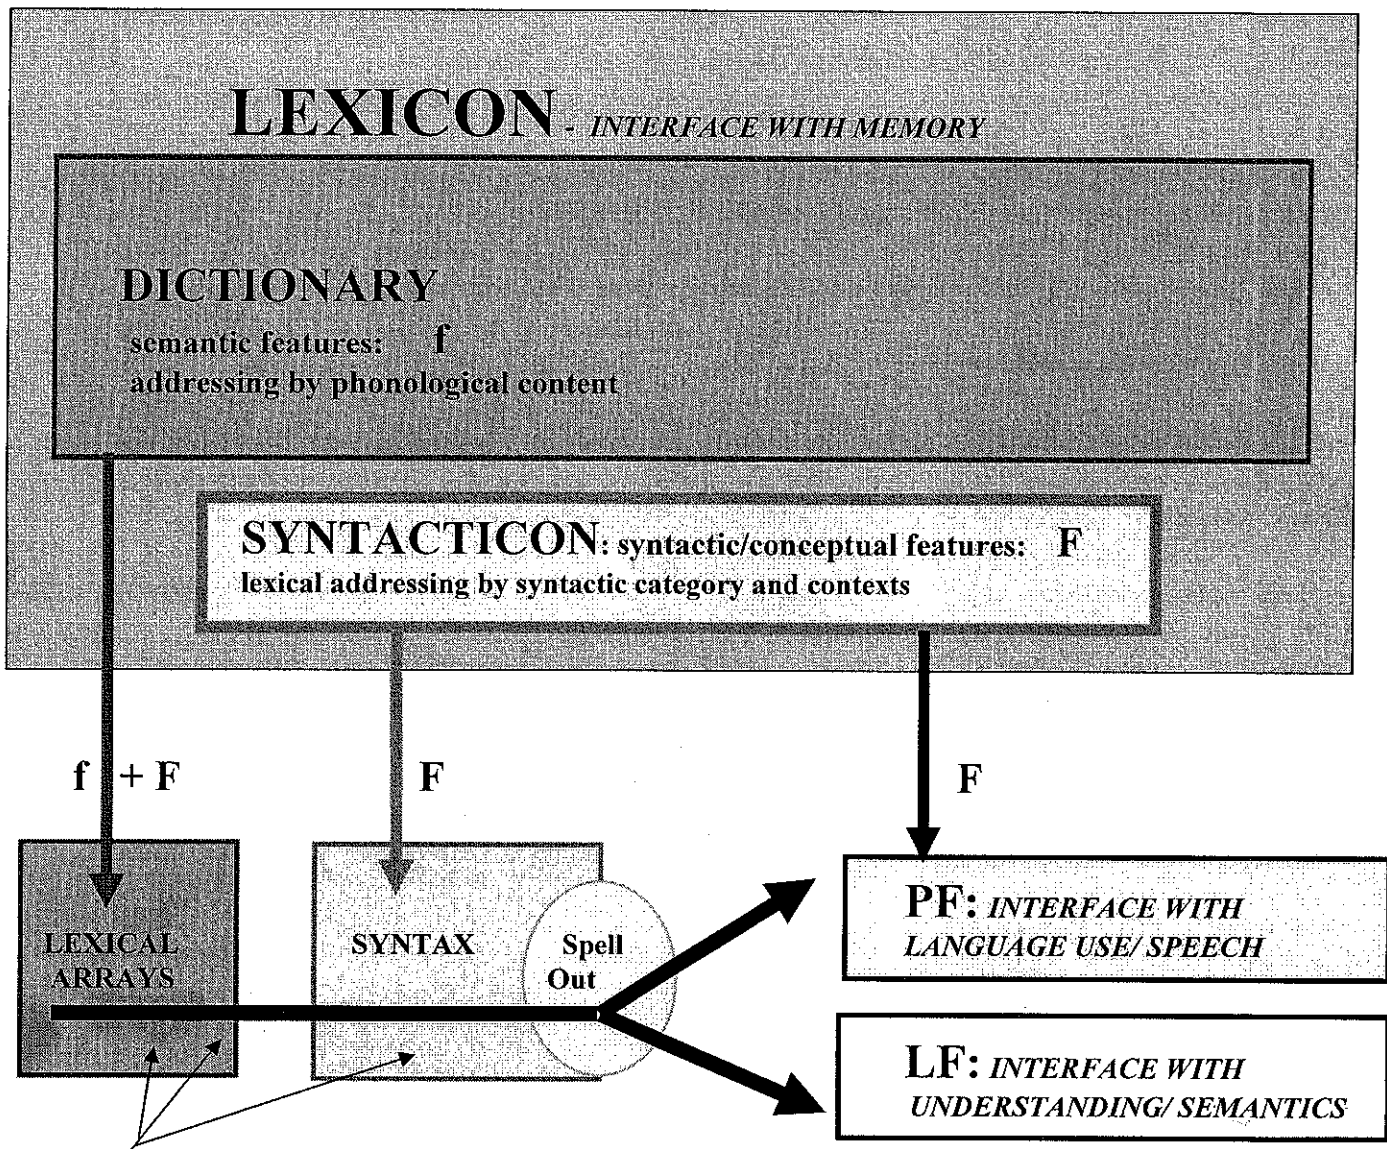 LEXICON - INTERFACE WITH MEMORY
DICTIONARY
semantic features: f
addressing by phonological content
SYNTACTICON: syntactic/conceptual features: F
lexical addressing by syntactic category and contexts
f + F
F
F
LEXICAL
ARRAYS
SYNTAX
Spell
Out
PF: INTERFACE WITH
LANGUAGE USE/ SPEECH
LF: INTERFACE WITH
UNDERSTANDING/ SEMANTICS